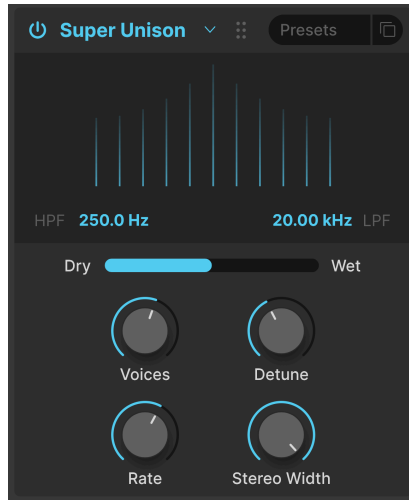 Super Unison Presets
HPF 250.0 Hz 20.00 kHz LPF
Dry Wet
Voices Detune
Rate Stereo Width